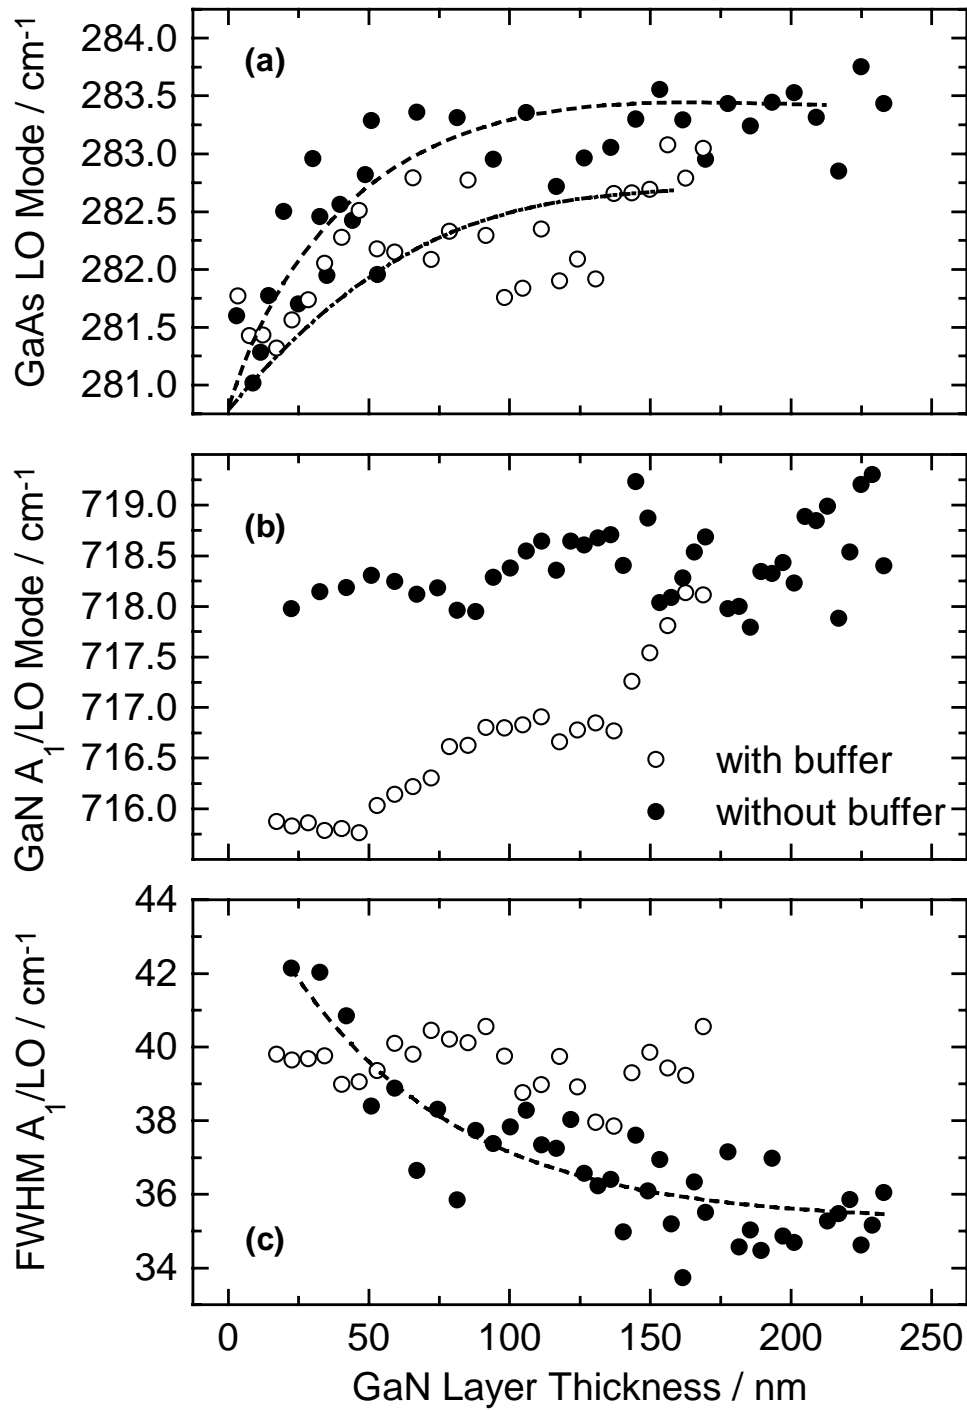 GaAs LO Mode / cm-1
284.0
283.5
283.0
282.5
282.0
281.5
281.0
(a)
GaN A1/LO Mode / cm-1
719.0
718.5
718.0
717.5
717.0
716.5
716.0
(b)
with buffer
without buffer
FWHM A1/LO / cm-1
44
42
40
38
36
34
(c)
0 50 100 150 200 250
GaN Layer Thickness / nm